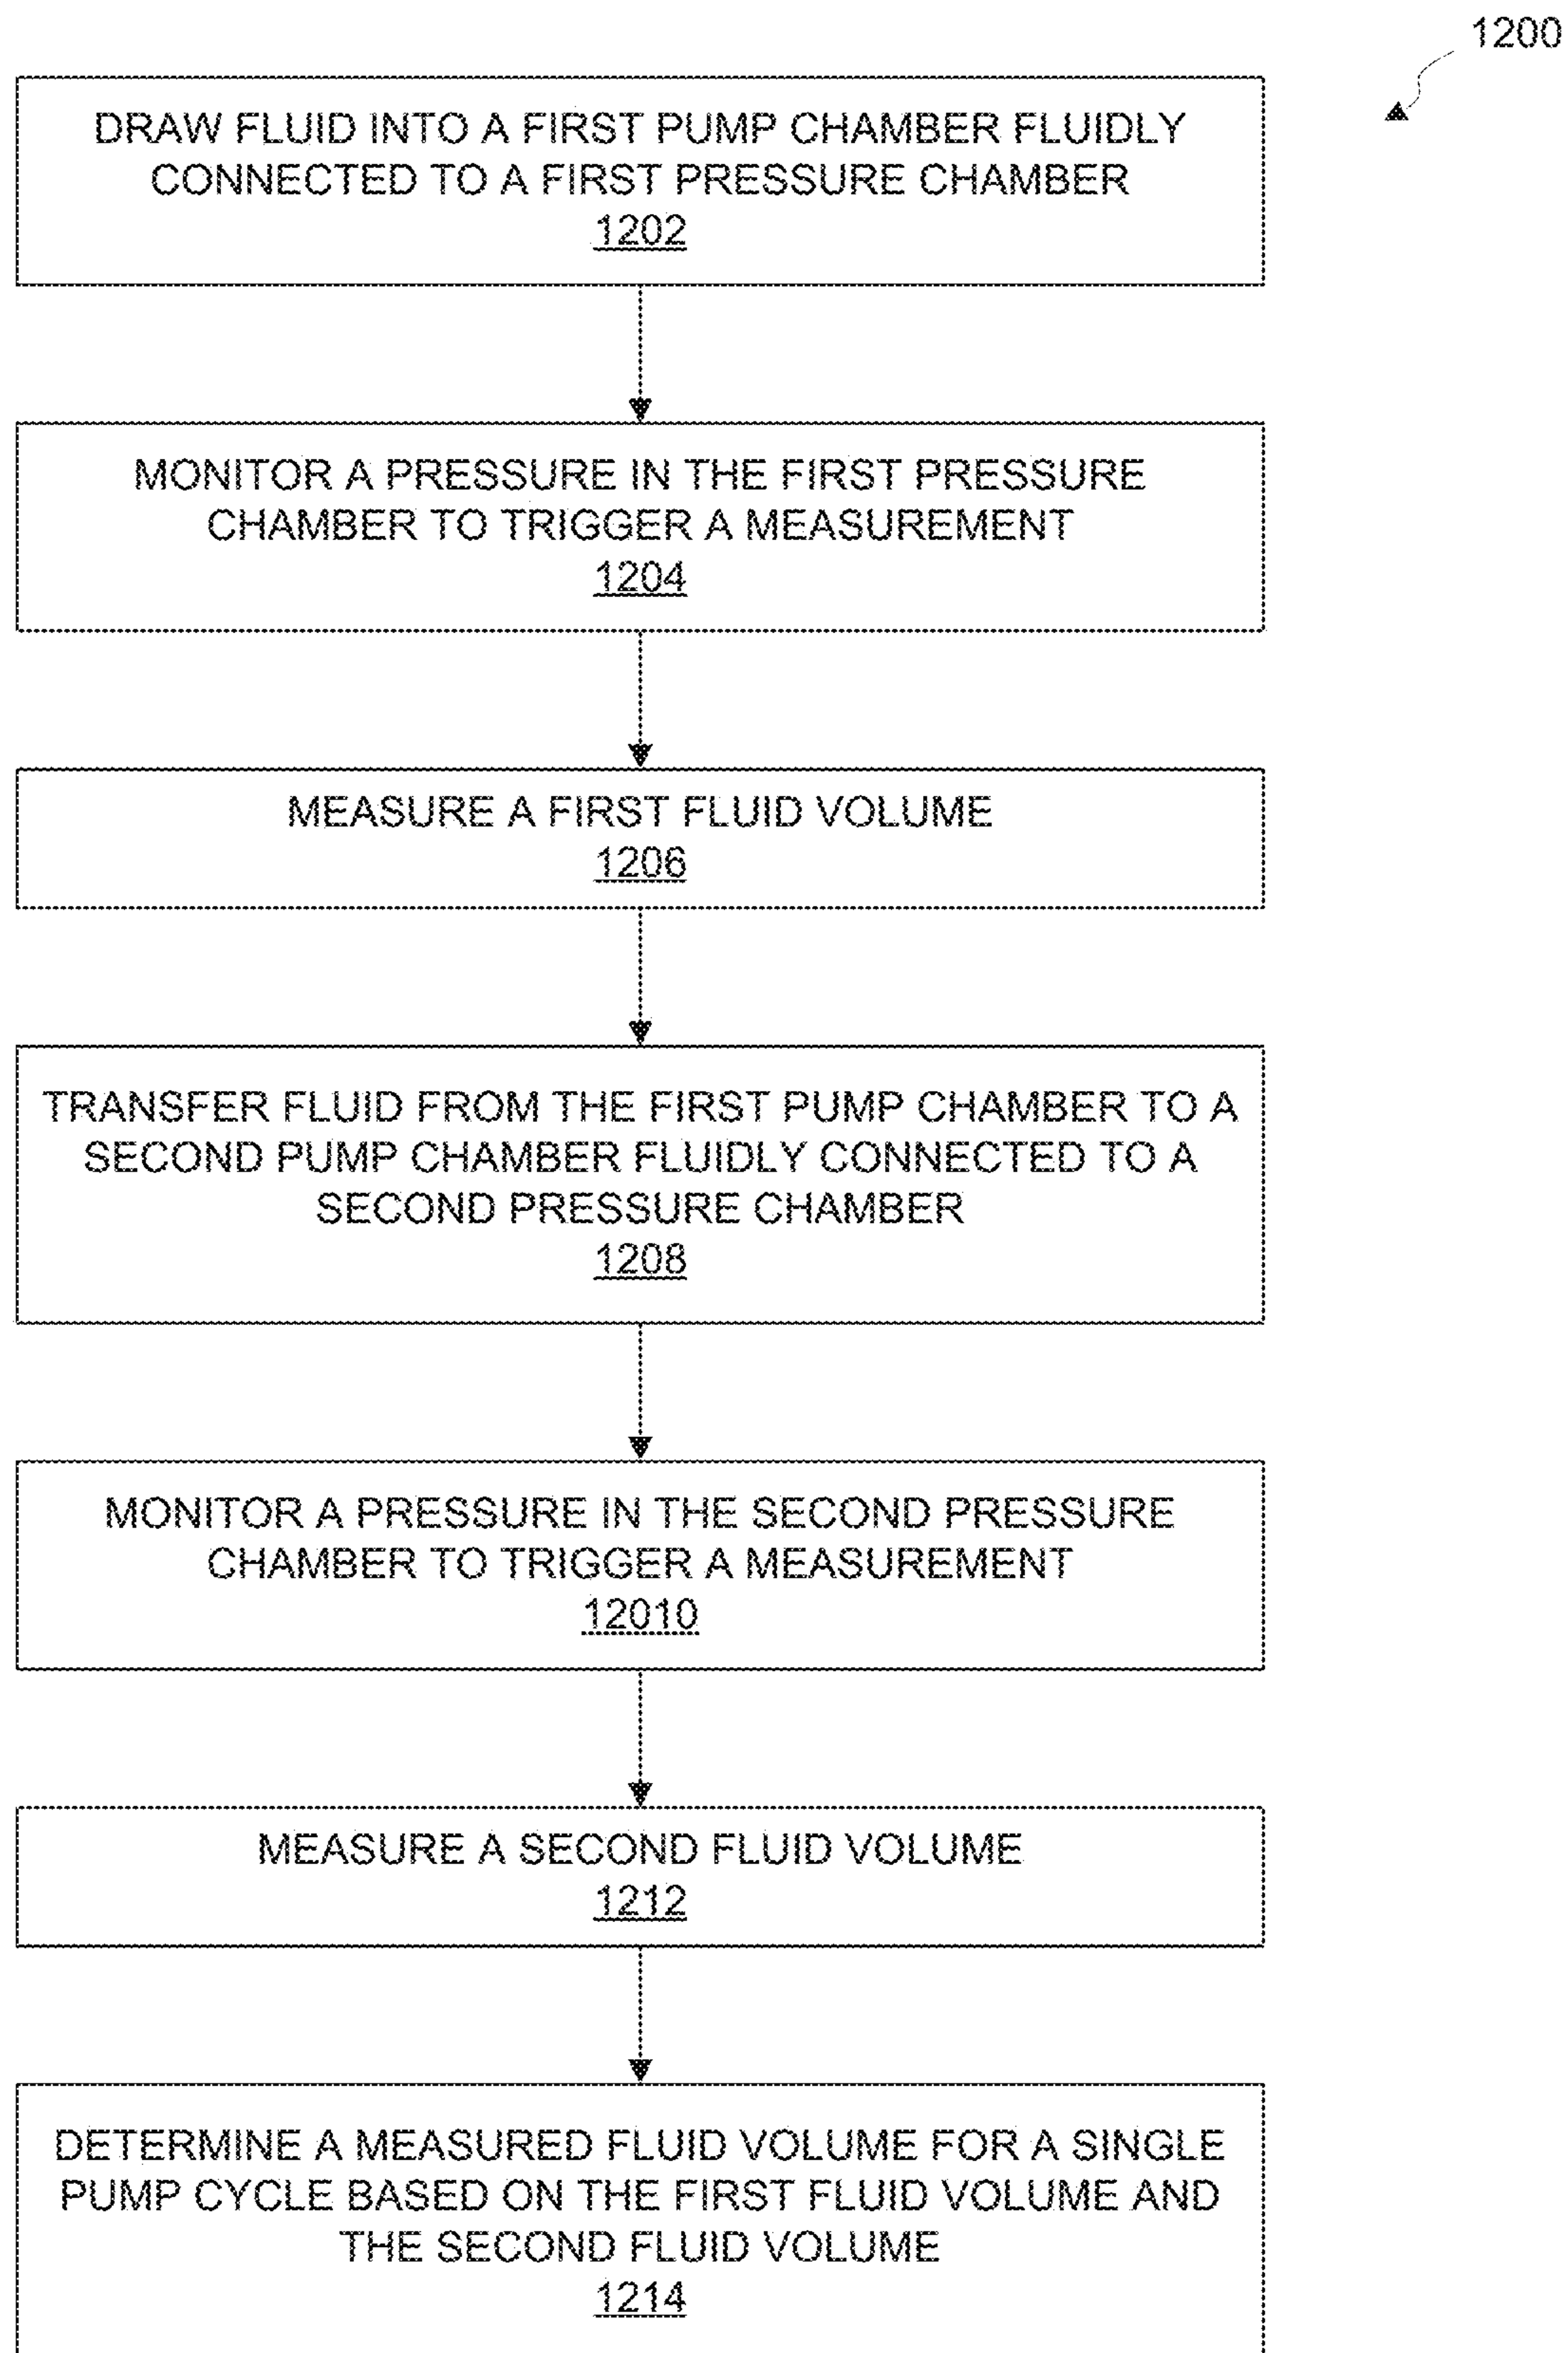 1200
DRAW FLUID INTO A FIRST PUMP CHAMBER FLUIDLY
CONNECTED TO A FIRST PRESSURE CHAMBER
1202
MONITOR A PRESSURE IN THE FIRST PRESSURE
CHAMBER TO TRIGGER A MEASUREMENT
1204
MEASURE A FIRST FLUID VOLUME
1206
TRANSFER FLUID FROM THE FIRST PUMP CHAMBER TO A
SECOND PUMP CHAMBER FLUIDLY CONNECTED TO A
SECOND PRESSURE CHAMBER
1208
MONITOR A PRESSURE IN THE SECOND PRESSURE
CHAMBER TO TRIGGER A MEASUREMENT
12010
MEASURE A SECOND FLUID VOLUME
1212
DETERMINE A MEASURED FLUID VOLUME FOR A SINGLE
PUMP CYCLE BASED ON THE FIRST FLUID VOLUME AND
THE SECOND FLUID VOLUME
1214